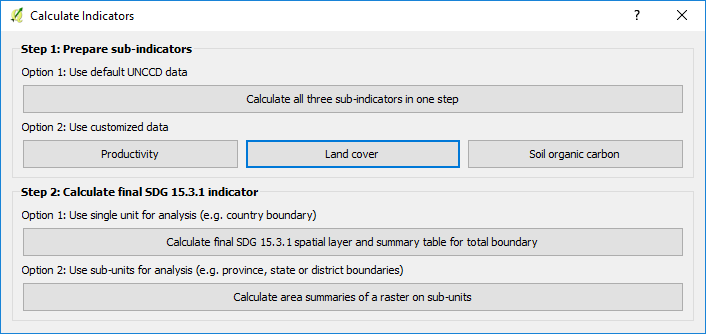 Calculate Indicators
Step 1: Prepare sub-indicators
Option 1: Use default UNCCD data
Calculate all three sub-indicators in one step
Option 2: Use customized data
Productivity
Land cover
Soil organic carbon
Step 2: Calculate final SDG 15.3.1 indicator
Option 1: Use single unit for analysis (e.g. country boundary)
Calculate final SDG 15.3.1 spatial layer and summary table for total boundary
Option 2: Use sub-units for analysis (e.g. province, state or district boundaries)
Calculate area summaries of a raster on sub-units